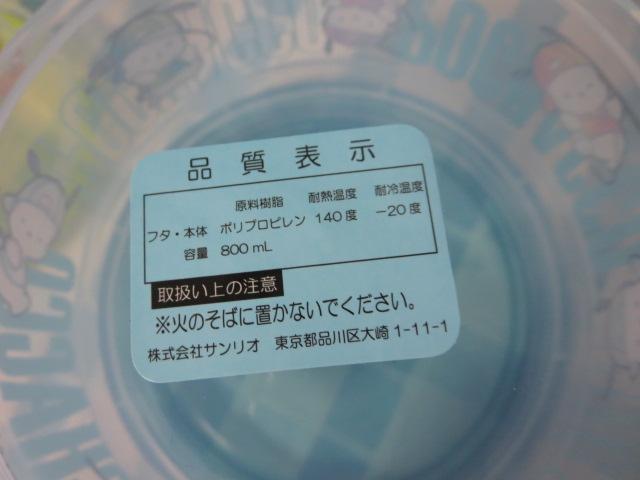 品質表示
原料樹脂 耐熱温度 耐冷温度
フタ・本体 ポリプロピレン 140度 −20度
容量 800mL
取扱い上の注意
※火のそばに置かないでください。
株式会社サンリオ 東京都品川区大崎1-11-1